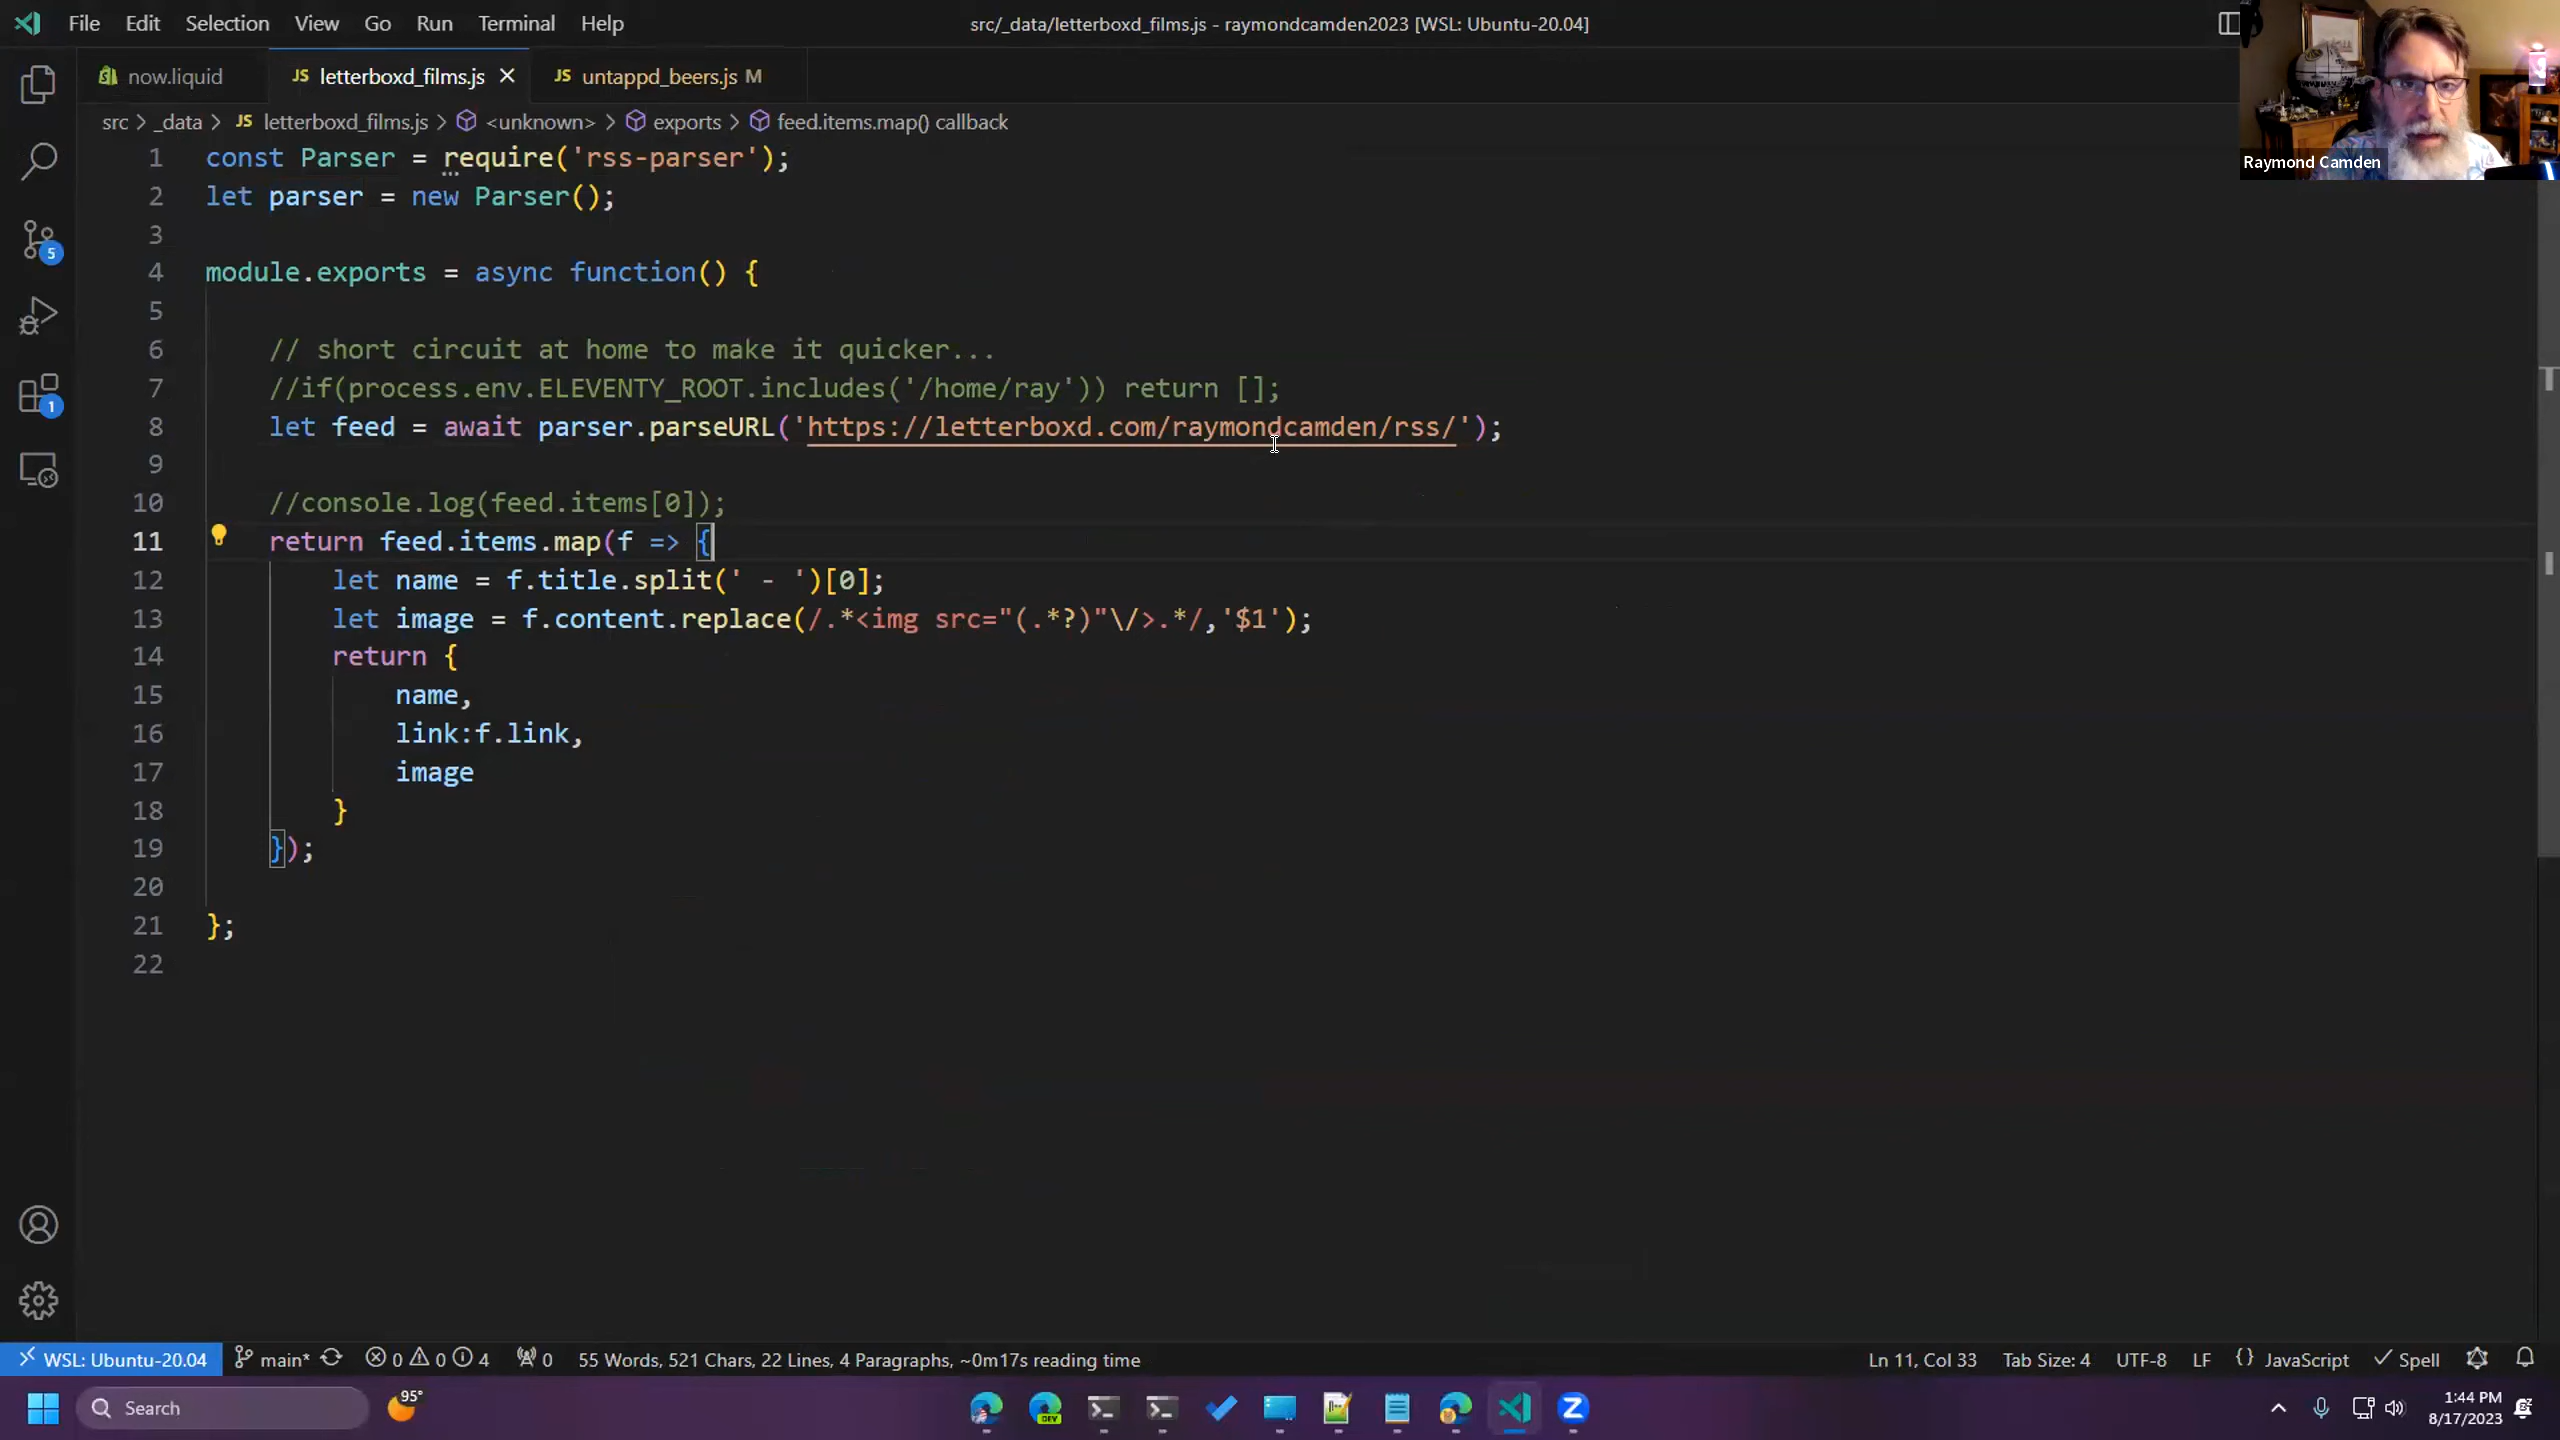 File Edit Selection View Go Run Terminal Help
src/_data/letterboxd_films.js - raymondcamden2023 [WSL: Ubuntu-20.04]
now.liquid
JS letterboxd_films.js ×
JS untappd_beers.js M
Raymond Camden
src > _data > JS letterboxd_films.js > <unknown> > exports > feed.items.map() callback
1 const Parser = require('rss-parser');
2 let parser = new Parser();
3
4 module.exports = async function() {
5
6 // short circuit at home to make it quicker...
7 //if(process.env.ELEVENTY_ROOT.includes('/home/ray')) return [];
8 let feed = await parser.parseURL('https://letterboxd.com/raymondcamden/rss/');
9
10 //console.log(feed.items[0]);
11 return feed.items.map(f => {
12 let name = f.title.split(' - ')[0];
13 let image = f.content.replace(/.*<img src="(.*?)"\/>.*/,'$1');
14 return {
15 name,
16 link:f.link,
17 image
18 }
19 });
20
21 };
22
5
1
WSL: Ubuntu-20.04 main* 0 0 4 0 55 Words, 521 Chars, 22 Lines, 4 Paragraphs, ~0m17s reading time
Ln 11, Col 33 Tab Size: 4 UTF-8 LF {} JavaScript Spell
Search
95°
DEV
Z
1:44 PM
8/17/2023